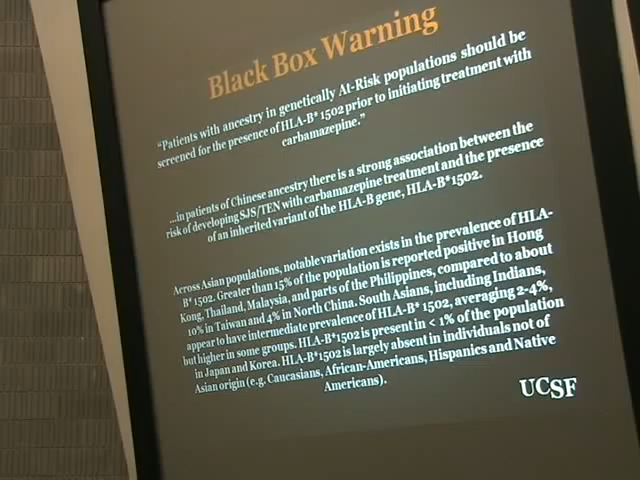 Black Box Warning
“Patients with ancestry in genetically At-Risk populations should be
screened for the presence of HLA-B* 1502 prior to initiating treatment with
carbamazepine.”
...in patients of Chinese ancestry there is a strong association between the
risk of developing SJS/TEN with carbamazepine treatment and the presence
of an inherited variant of the HLA-B gene, HLA-B*1502.
Across Asian populations, notable variation exists in the prevalence of HLA-
B* 1502. Greater than 15% of the population is reported positive in Hong
Kong, Thailand, Malaysia, and parts of the Philippines, compared to about
10% in Taiwan and 4% in North China. South Asians, including Indians,
appear to have intermediate prevalence of HLA-B* 1502, averaging 2-4%,
but higher in some groups. HLA-B*1502 is present in < 1% of the population
in Japan and Korea. HLA-B*1502 is largely absent in individuals not of
Asian origin (e.g. Caucasians, African-Americans, Hispanics and Native
Americans).
UCSF